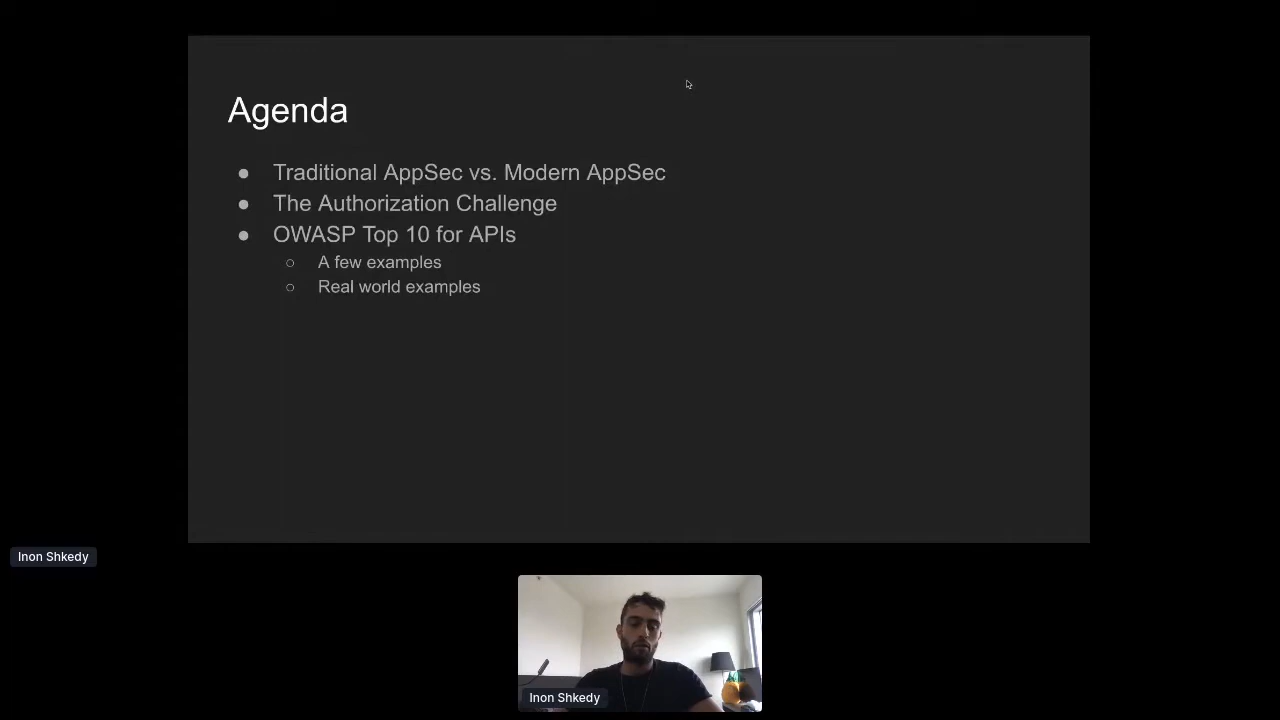 Agenda
● Traditional AppSec vs. Modern AppSec
● The Authorization Challenge
● OWASP Top 10 for APIs
○ A few examples
○ Real world examples
Inon Shkedy
Inon Shkedy